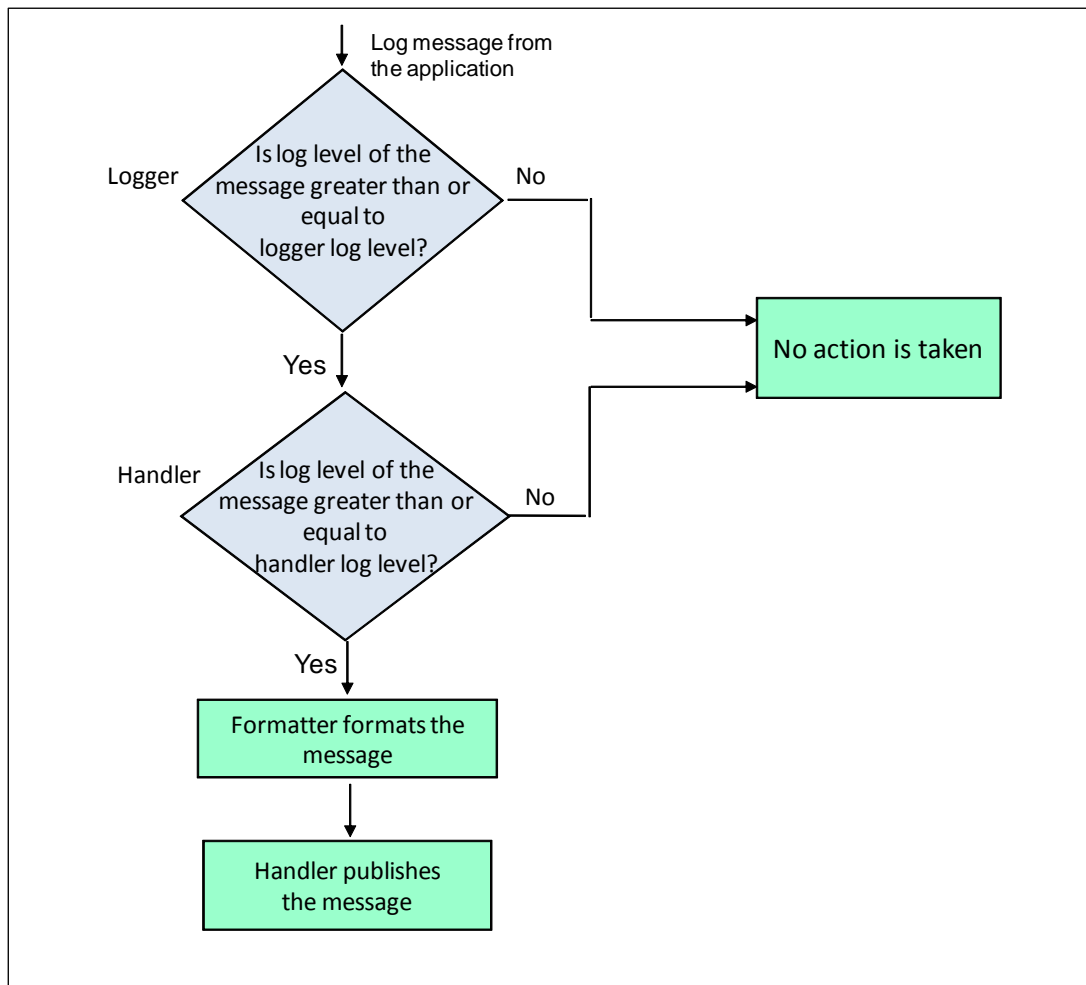 Log message from
the application
Logger
Is log level of the
message greater than or
equal to
logger log level?
No
No action is taken
Yes
Handler
Is log level of the
message greater than or
equal to
handler log level?
No
Yes
Formatter formats the
message
Handler publishes
the message